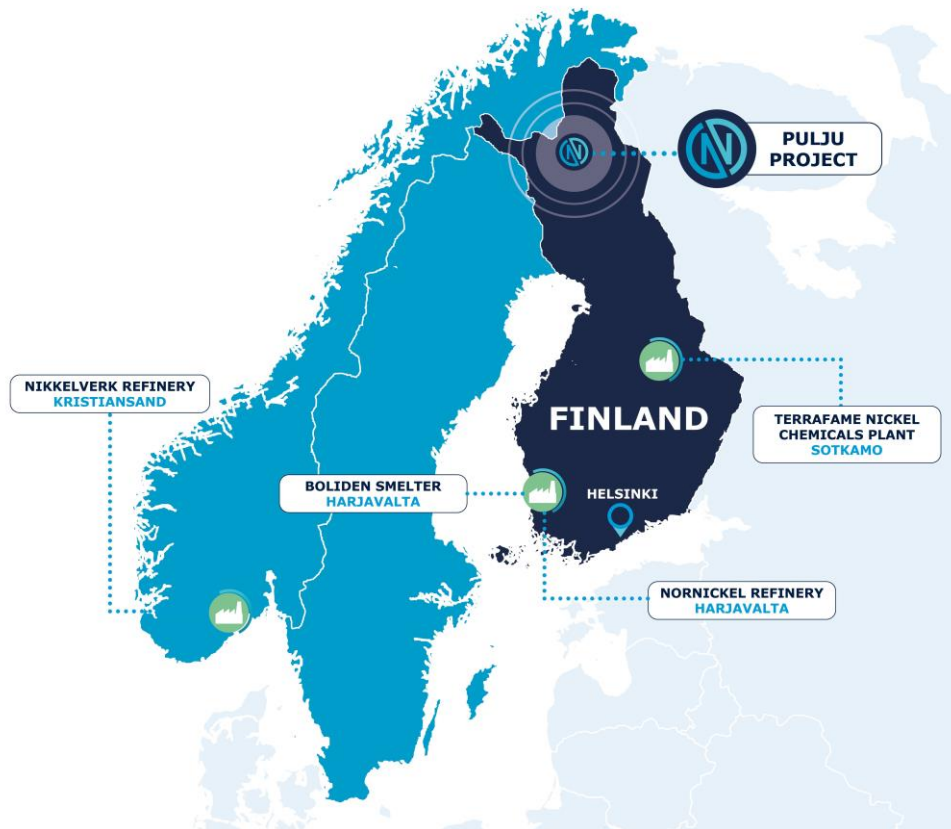 PULJU
PROJECT
NIKKELVERK REFINERY
KRISTIANSAND
FINLAND
TERRAFAME NICKEL
CHEMICALS PLANT
SOTKAMO
BOLIDEN SMELTER
HARJAVALTA
HELSINKI
NORNICKEL REFINERY
HARJAVALTA